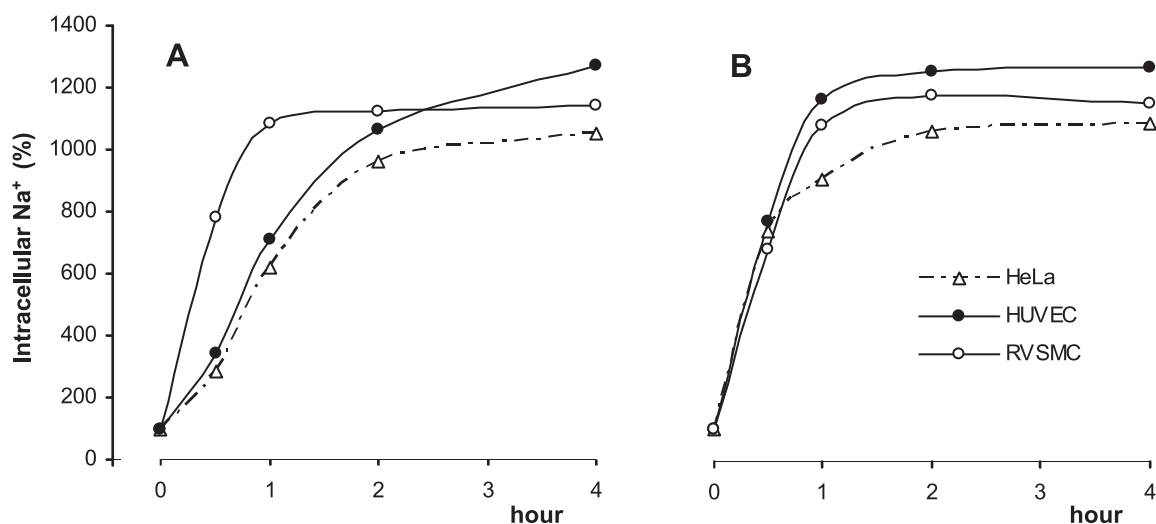 1400
1200
1000
800
600
400
200
0
Intracellular Na⁺ (%)
A
0 1 2 3 4
hour
B
HeLa
HUVEC
RVSMC
0 1 2 3 4
hour